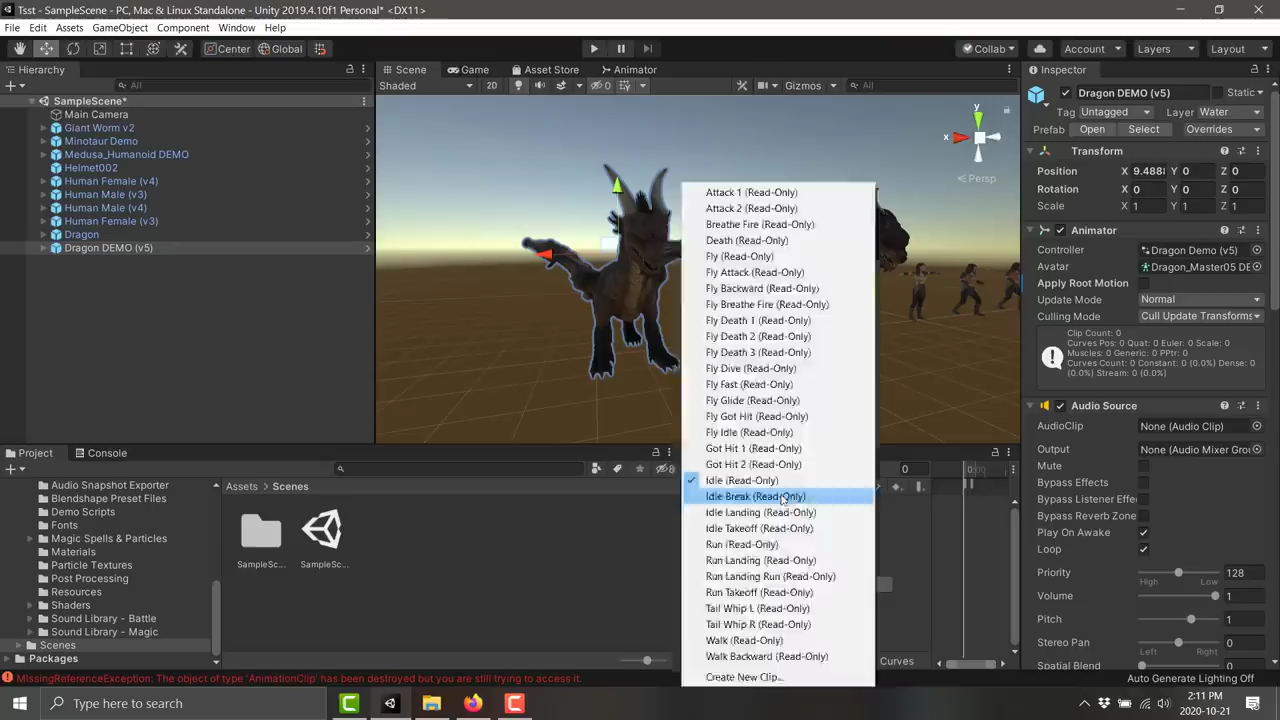 Tsst - SampleScene - PC, Mac & Linux Standalone - Unity 2019.4.10f1 Personal* <DX11>
File Edit Assets GameObject Component Window Help
Center Global Collab Account Layers Layout
Hierarchy
All
SampleScene*
Main Camera
Giant Worm v2
Minotaur Demo
Medusa_Humanoid DEMO
Helmet002
Human Female (v4)
Human Male (v3)
Human Male (v4)
Human Female (v3)
Dragon
Dragon DEMO (v5)
Scene Game Asset Store Animator
Shaded 2D 0 Gizmos All
y
x
Persp
Attack 1 (Read-Only)
Attack 2 (Read-Only)
Breathe Fire (Read-Only)
Death (Read-Only)
Fly (Read-Only)
Fly Attack (Read-Only)
Fly Backward (Read-Only)
Fly Breathe Fire (Read-Only)
Fly Death 1 (Read-Only)
Fly Death 2 (Read-Only)
Fly Death 3 (Read-Only)
Fly Dive (Read-Only)
Fly Fast (Read-Only)
Fly Glide (Read-Only)
Fly Got Hit (Read-Only)
Fly Idle (Read-Only)
Got Hit 1 (Read-Only)
Got Hit 2 (Read-Only)
Idle (Read-Only)
Idle Break (Read-Only)
Idle Landing (Read-Only)
Idle Takeoff (Read-Only)
Run (Read-Only)
Run Landing (Read-Only)
Run Landing Run (Read-Only)
Run Takeoff (Read-Only)
Tail Whip L (Read-Only)
Tail Whip R (Read-Only)
Walk (Read-Only)
Walk Backward (Read-Only)
Create New Clip...
0
Curves
Inspector
Dragon DEMO (v5) Static
Tag Untagged Layer Water
Prefab Open Select Overrides
Transform
Position X 9.488 Y 0 Z 0
Rotation X 0 Y 0 Z 0
Scale X 1 Y 1 Z 1
Animator
Controller Dragon Demo (v5)
Avatar Dragon_Master05 DE
Apply Root Motion
Update Mode Normal
Culling Mode Cull Update Transforms
Clip Count: 0
Curves Pos: 0 Quat: 0 Euler: 0 Scale: 0
Muscles: 0 Generic: 0 PPtr: 0
Curves Count: 0 Constant: 0 (0.0%) Dense: 0
(0.0%) Stream: 0 (0.0%)
Audio Source
AudioClip None (Audio Clip)
Output None (Audio Mixer Gro
Mute
Bypass Effects
Bypass Listener Effe
Bypass Reverb Zone
Play On Awake
Loop
Priority 128
High Low
Volume 1
Pitch 1
Stereo Pan 0
Left Right
Spatial Blend 0
Project Console
Audio Snapshot Exporter
Blendshape Preset Files
Demo Scripts
Fonts
Magic Spells & Particles
Materials
Particle Textures
Post Processing
Resources
Shaders
Sound Library - Battle
Sound Library - Magic
Scenes
Packages
Assets Scenes
SampleSc... SampleSc...
MissingReferenceException: The object of type 'AnimationClip' has been destroyed but you are still trying to access it.
Auto Generate Lighting Off
Type here to search
2:11 PM
2020-10-21